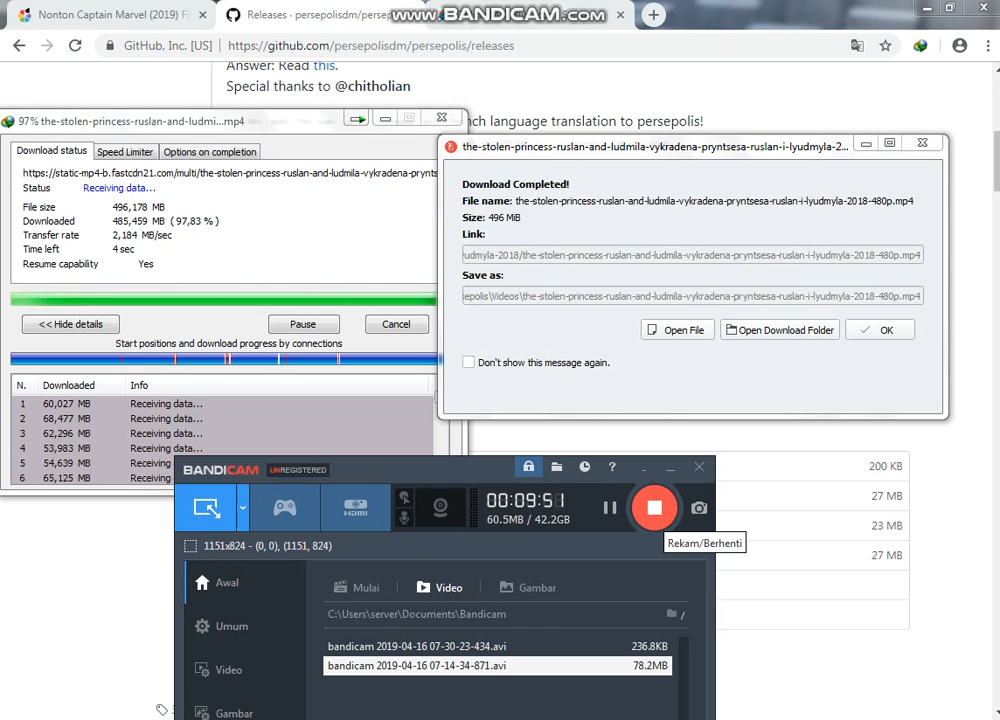 Nonton Captain Marvel (2019) Fi
Releases · persepolisdm/persep
WWW.BANDICAM.COM
GitHub, Inc. [US]
https://github.com/persepolisdm/persepolis/releases
Answer: Read this.
Special thanks to @chitholian
nch language translation to persepolis!
97% the-stolen-princess-ruslan-and-ludmi...mp4
Download status
Speed Limiter
Options on completion
https://static-mp4-b.fastcdn21.com/multi/the-stolen-princess-ruslan-and-ludmila-vykradena-prynts
Status
Receiving data...
File size
496,178 MB
Downloaded
485,459 MB (97,83 %)
Transfer rate
2,184 MB/sec
Time left
4 sec
Resume capability
Yes
<< Hide details
Pause
Cancel
Start positions and download progress by connections
N.
Downloaded
Info
1
60,027 MB
Receiving data...
2
68,477 MB
Receiving data...
3
62,296 MB
Receiving data...
4
53,983 MB
Receiving data...
5
54,639 MB
Receiving data...
6
65,125 MB
Receiving data...
the-stolen-princess-ruslan-and-ludmila-vykradena-pryntsesa-ruslan-i-lyudmyla-2...
Download Completed!
File name: the-stolen-princess-ruslan-and-ludmila-vykradena-pryntsesa-ruslan-i-lyudmyla-2018-480p.mp4
Size: 496 MiB
Link:
yudmyla-2018/the-stolen-princess-ruslan-and-ludmila-vykradena-pryntsesa-ruslan-i-lyudmyla-2018-480p.mp4
Save as:
sepolis\Videos\the-stolen-princess-ruslan-and-ludmila-vykradena-pryntsesa-ruslan-i-lyudmyla-2018-480p.mp4
Open File
Open Download Folder
OK
Don't show this message again.
200 KB
27 MB
23 MB
27 MB
BANDICAM
UNREGISTERED
HDMI
00:09:51
60.5MB / 42.2GB
Rekam/Berhenti
1151x824 - (0, 0), (1151, 824)
Awal
Umum
Video
Gambar
Mulai
Video
Gambar
C:\Users\server\Documents\Bandicam
/
bandicam 2019-04-16 07-30-23-434.avi
236.8KB
bandicam 2019-04-16 07-14-34-871.avi
78.2MB